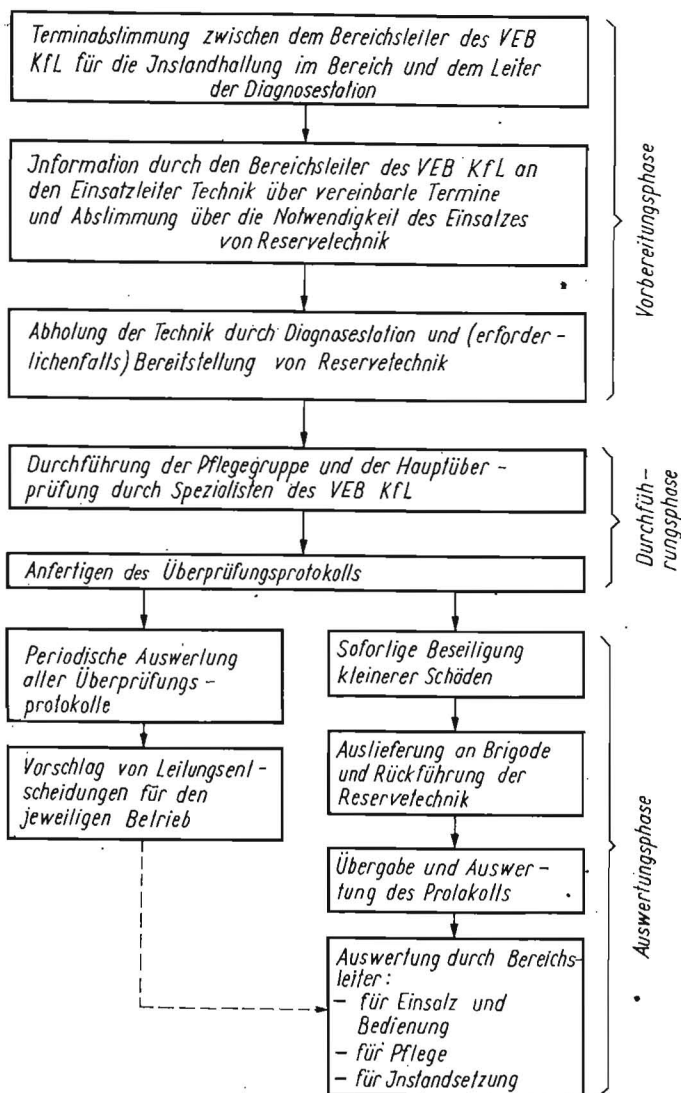 Terminabstimmung zwischen dem Bereichsleiter des VEB
KfL für die Instandhaltung im Bereich und dem Leiter
der Diagnosestation
Information durch den Bereichsleiter des VEB KfL an
den Einsatzleiter Technik über vereinbarte Termine
und Abstimmung über die Notwendigkeit des Einsatzes
von Reservetechnik
Abholung der Technik durch Diagnosestation und (erforder-
lichenfalls) Bereitstellung von Reservetechnik
Vorbereitungsphase
Durchführung der Pflegegruppe und der Hauptüber-
prüfung durch Spezialisten des VEB KfL
Anfertigen des Überprüfungsprotokolls
Durchfüh-
rungsphase
Periodische Auswertung
aller Überprüfungs-
protokolle
Vorschlag von Leitungsent-
scheidungen für den
jeweiligen Betrieb
Sofortige Beseitigung
kleinerer Schäden
Auslieferung an Brigade
und Rückführung der
Reservetechnik
Übergabe und Auswer-
tung des Protokolls
Auswertung durch Bereichs-
leiter:
– für Einsatz und
Bedienung
– für Pflege
– für Instandsetzung
Auswertungsphase